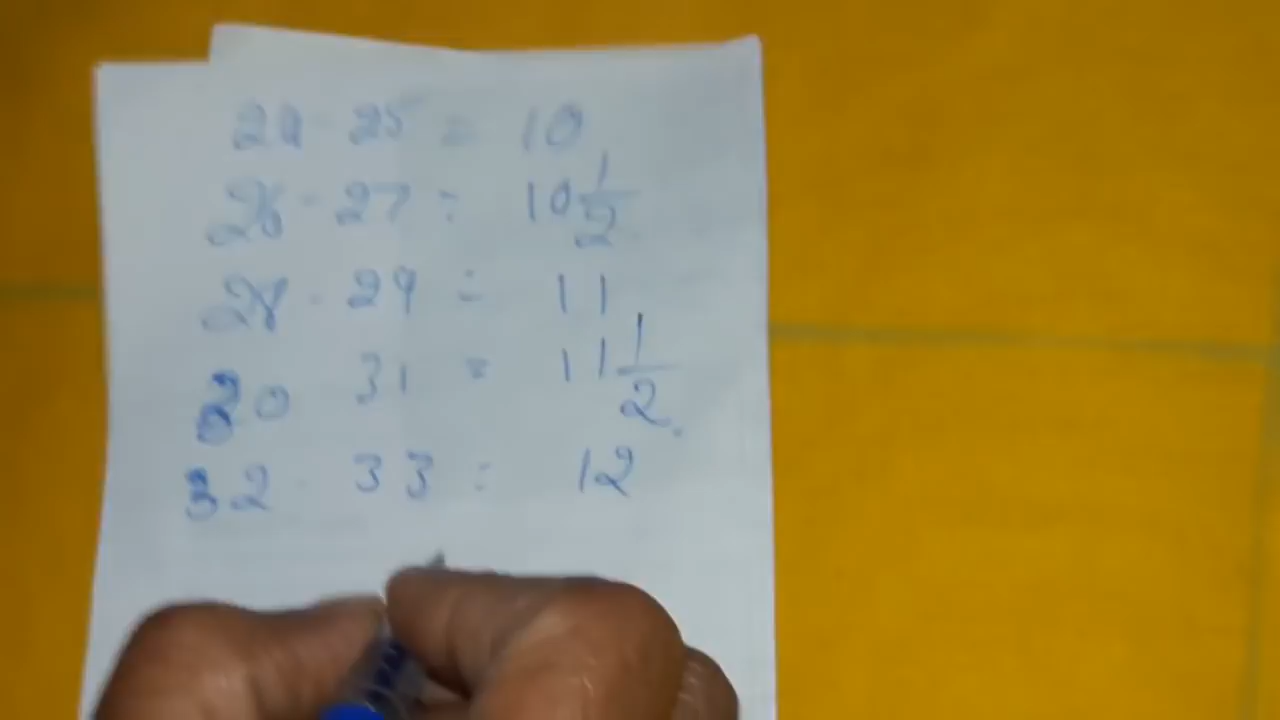 24 - 25 = 10
26 - 27 = 10 1/2
28 - 29 = 11
30 31 = 11 1/2
32 - 33 = 12